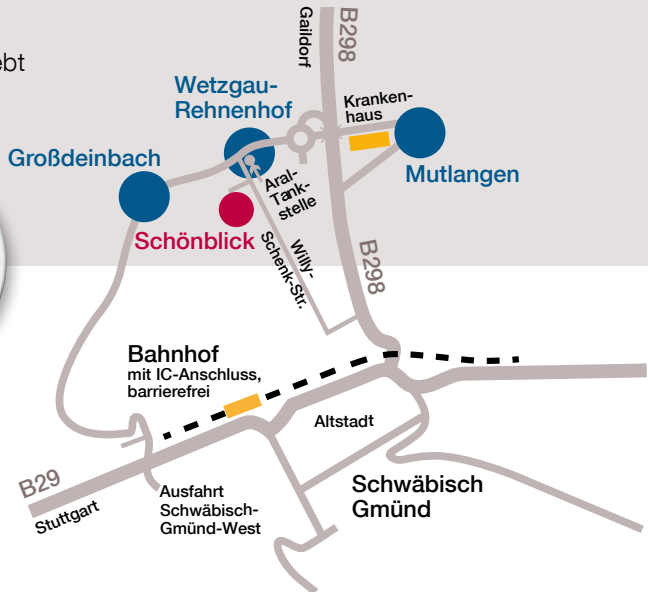 ebt
Gaildorf
B298
Wetzgau-
Rehnenhof
Kranken-
haus
Großdeinbach
Mutlangen
Aral-
Tank-
stelle
Schönblick
Willy-
Schenk-Str.
B298
Bahnhof
mit IC-Anschluss,
barrierefrei
Altstadt
B29
Stuttgart
Ausfahrt
Schwäbisch-
Gmünd-West
Schwäbisch
Gmünd